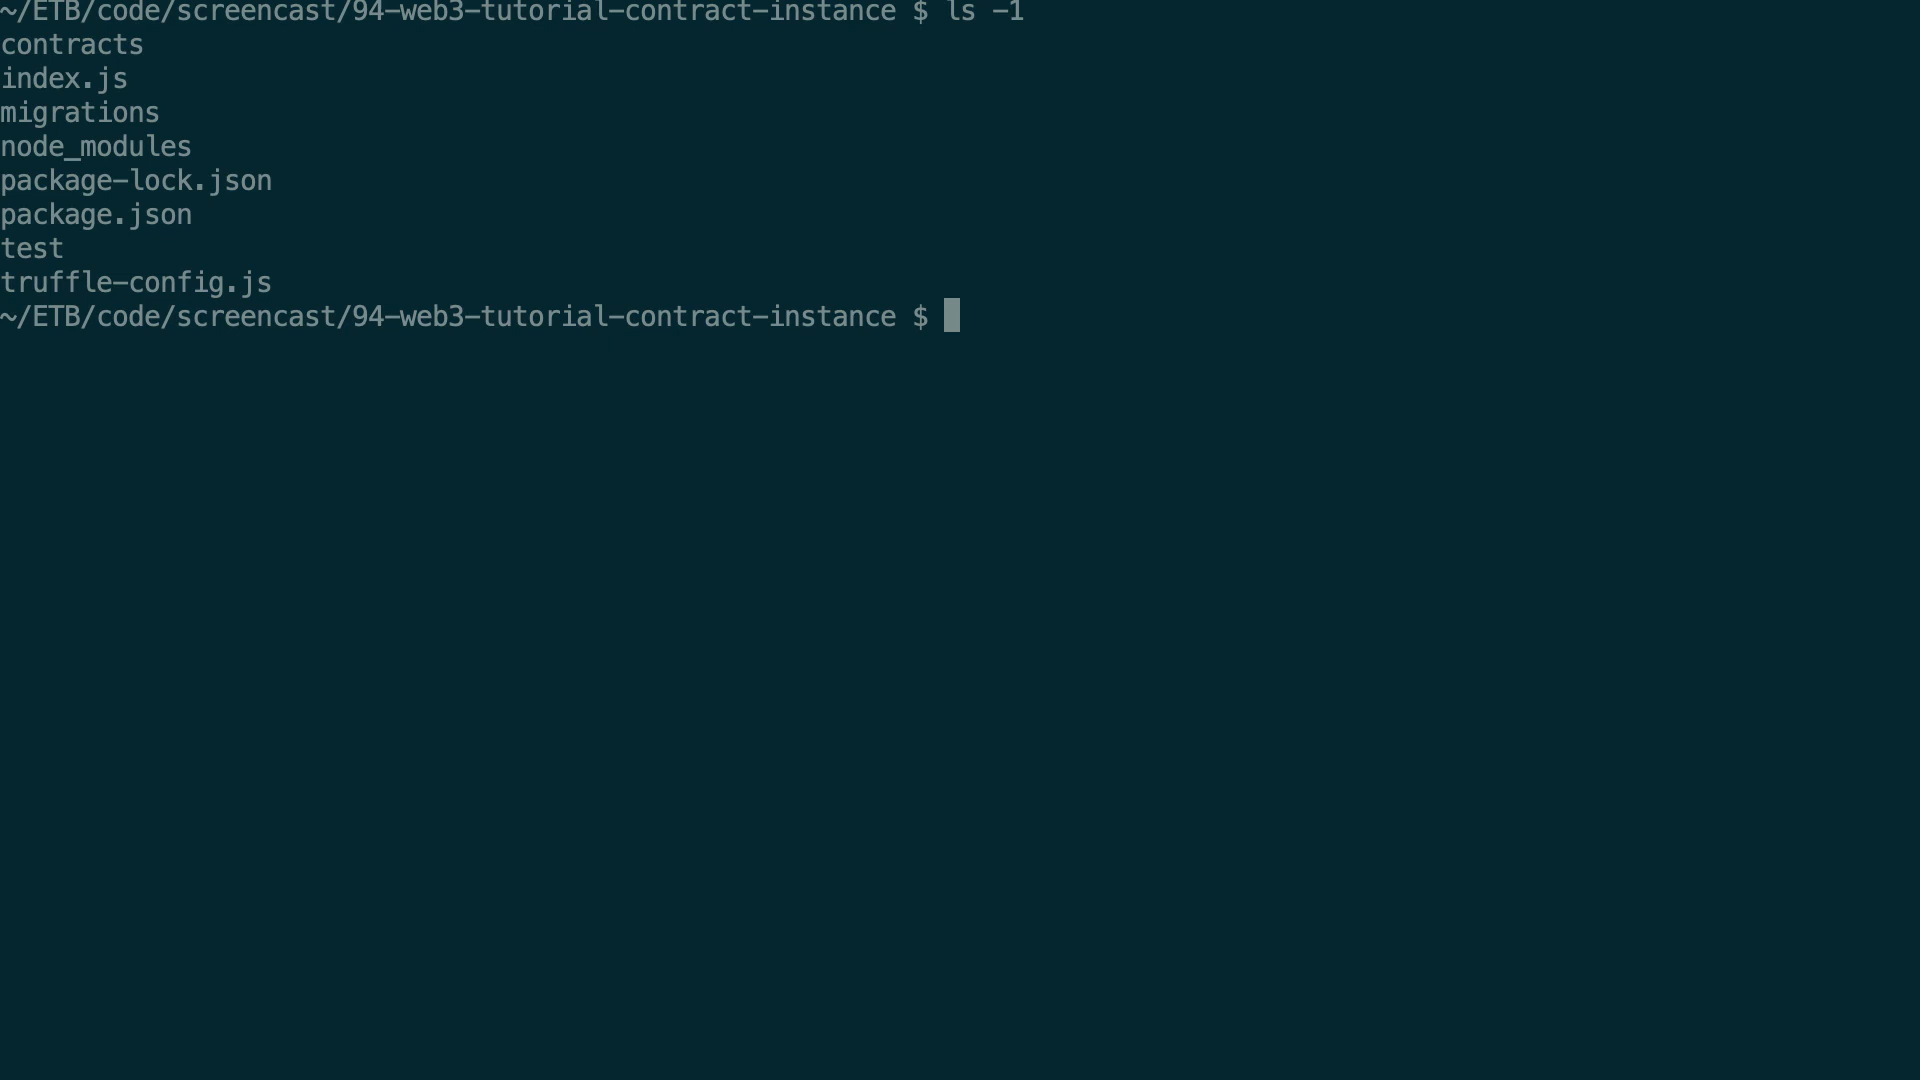 ~/ETB/code/screencast/94-web3-tutorial-contract-instance $ ls -1
contracts
index.js
migrations
node_modules
package-lock.json
package.json
test
truffle-config.js
~/ETB/code/screencast/94-web3-tutorial-contract-instance $